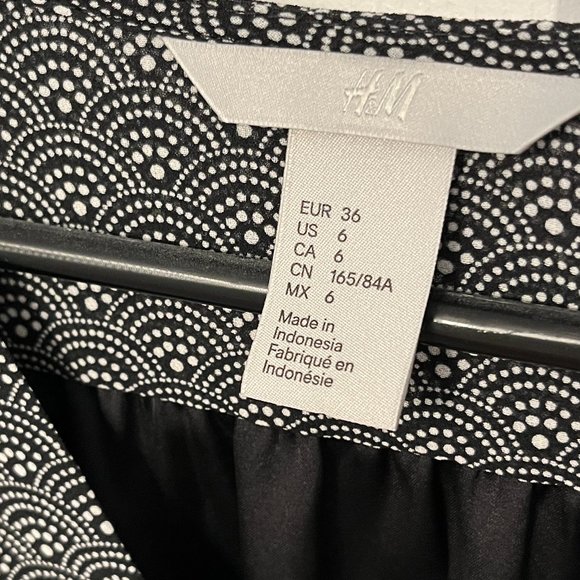 H&M
EUR 36
US 6
CA 6
CN 165/84A
MX 6
Made in
Indonesia
Fabriqué en
Indonésie